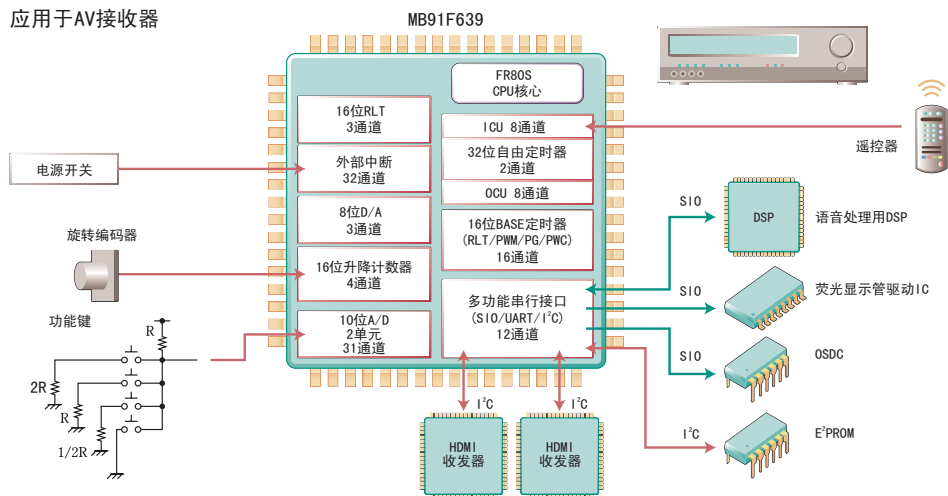 应用于AV接收器
MB91F639
FR80S
CPU核心
16位RLT
3通道
外部中断
32通道
8位D/A
3通道
16位升降计数器
4通道
10位A/D
2单元
31通道
ICU 8通道
32位自由定时器
2通道
OCU 8通道
16位BASE定时器
(RLT/PWM/PG/PWC)
16通道
多功能串行接口
(SIO/UART/I²C)
12通道
电源开关
旋转编码器
功能键
R
2R
R
1/2R
遥控器
SIO
DSP
语音处理用DSP
SIO
荧光显示管驱动IC
SIO
OSDC
I²C
E²PROM
I²C
I²C
HDMI
收发器
HDMI
收发器